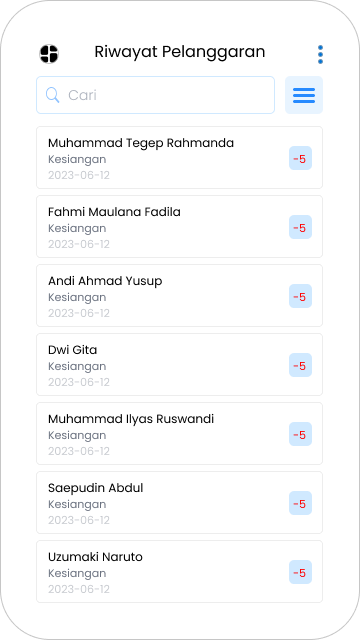 Riwayat Pelanggaran
Cari
Muhammad Tegep Rahmanda
Kesiangan
2023-06-12
-5
Fahmi Maulana Fadila
Kesiangan
2023-06-12
-5
Andi Ahmad Yusup
Kesiangan
2023-06-12
-5
Dwi Gita
Kesiangan
2023-06-12
-5
Muhammad Ilyas Ruswandi
Kesiangan
2023-06-12
-5
Saepudin Abdul
Kesiangan
2023-06-12
-5
Uzumaki Naruto
Kesiangan
2023-06-12
-5